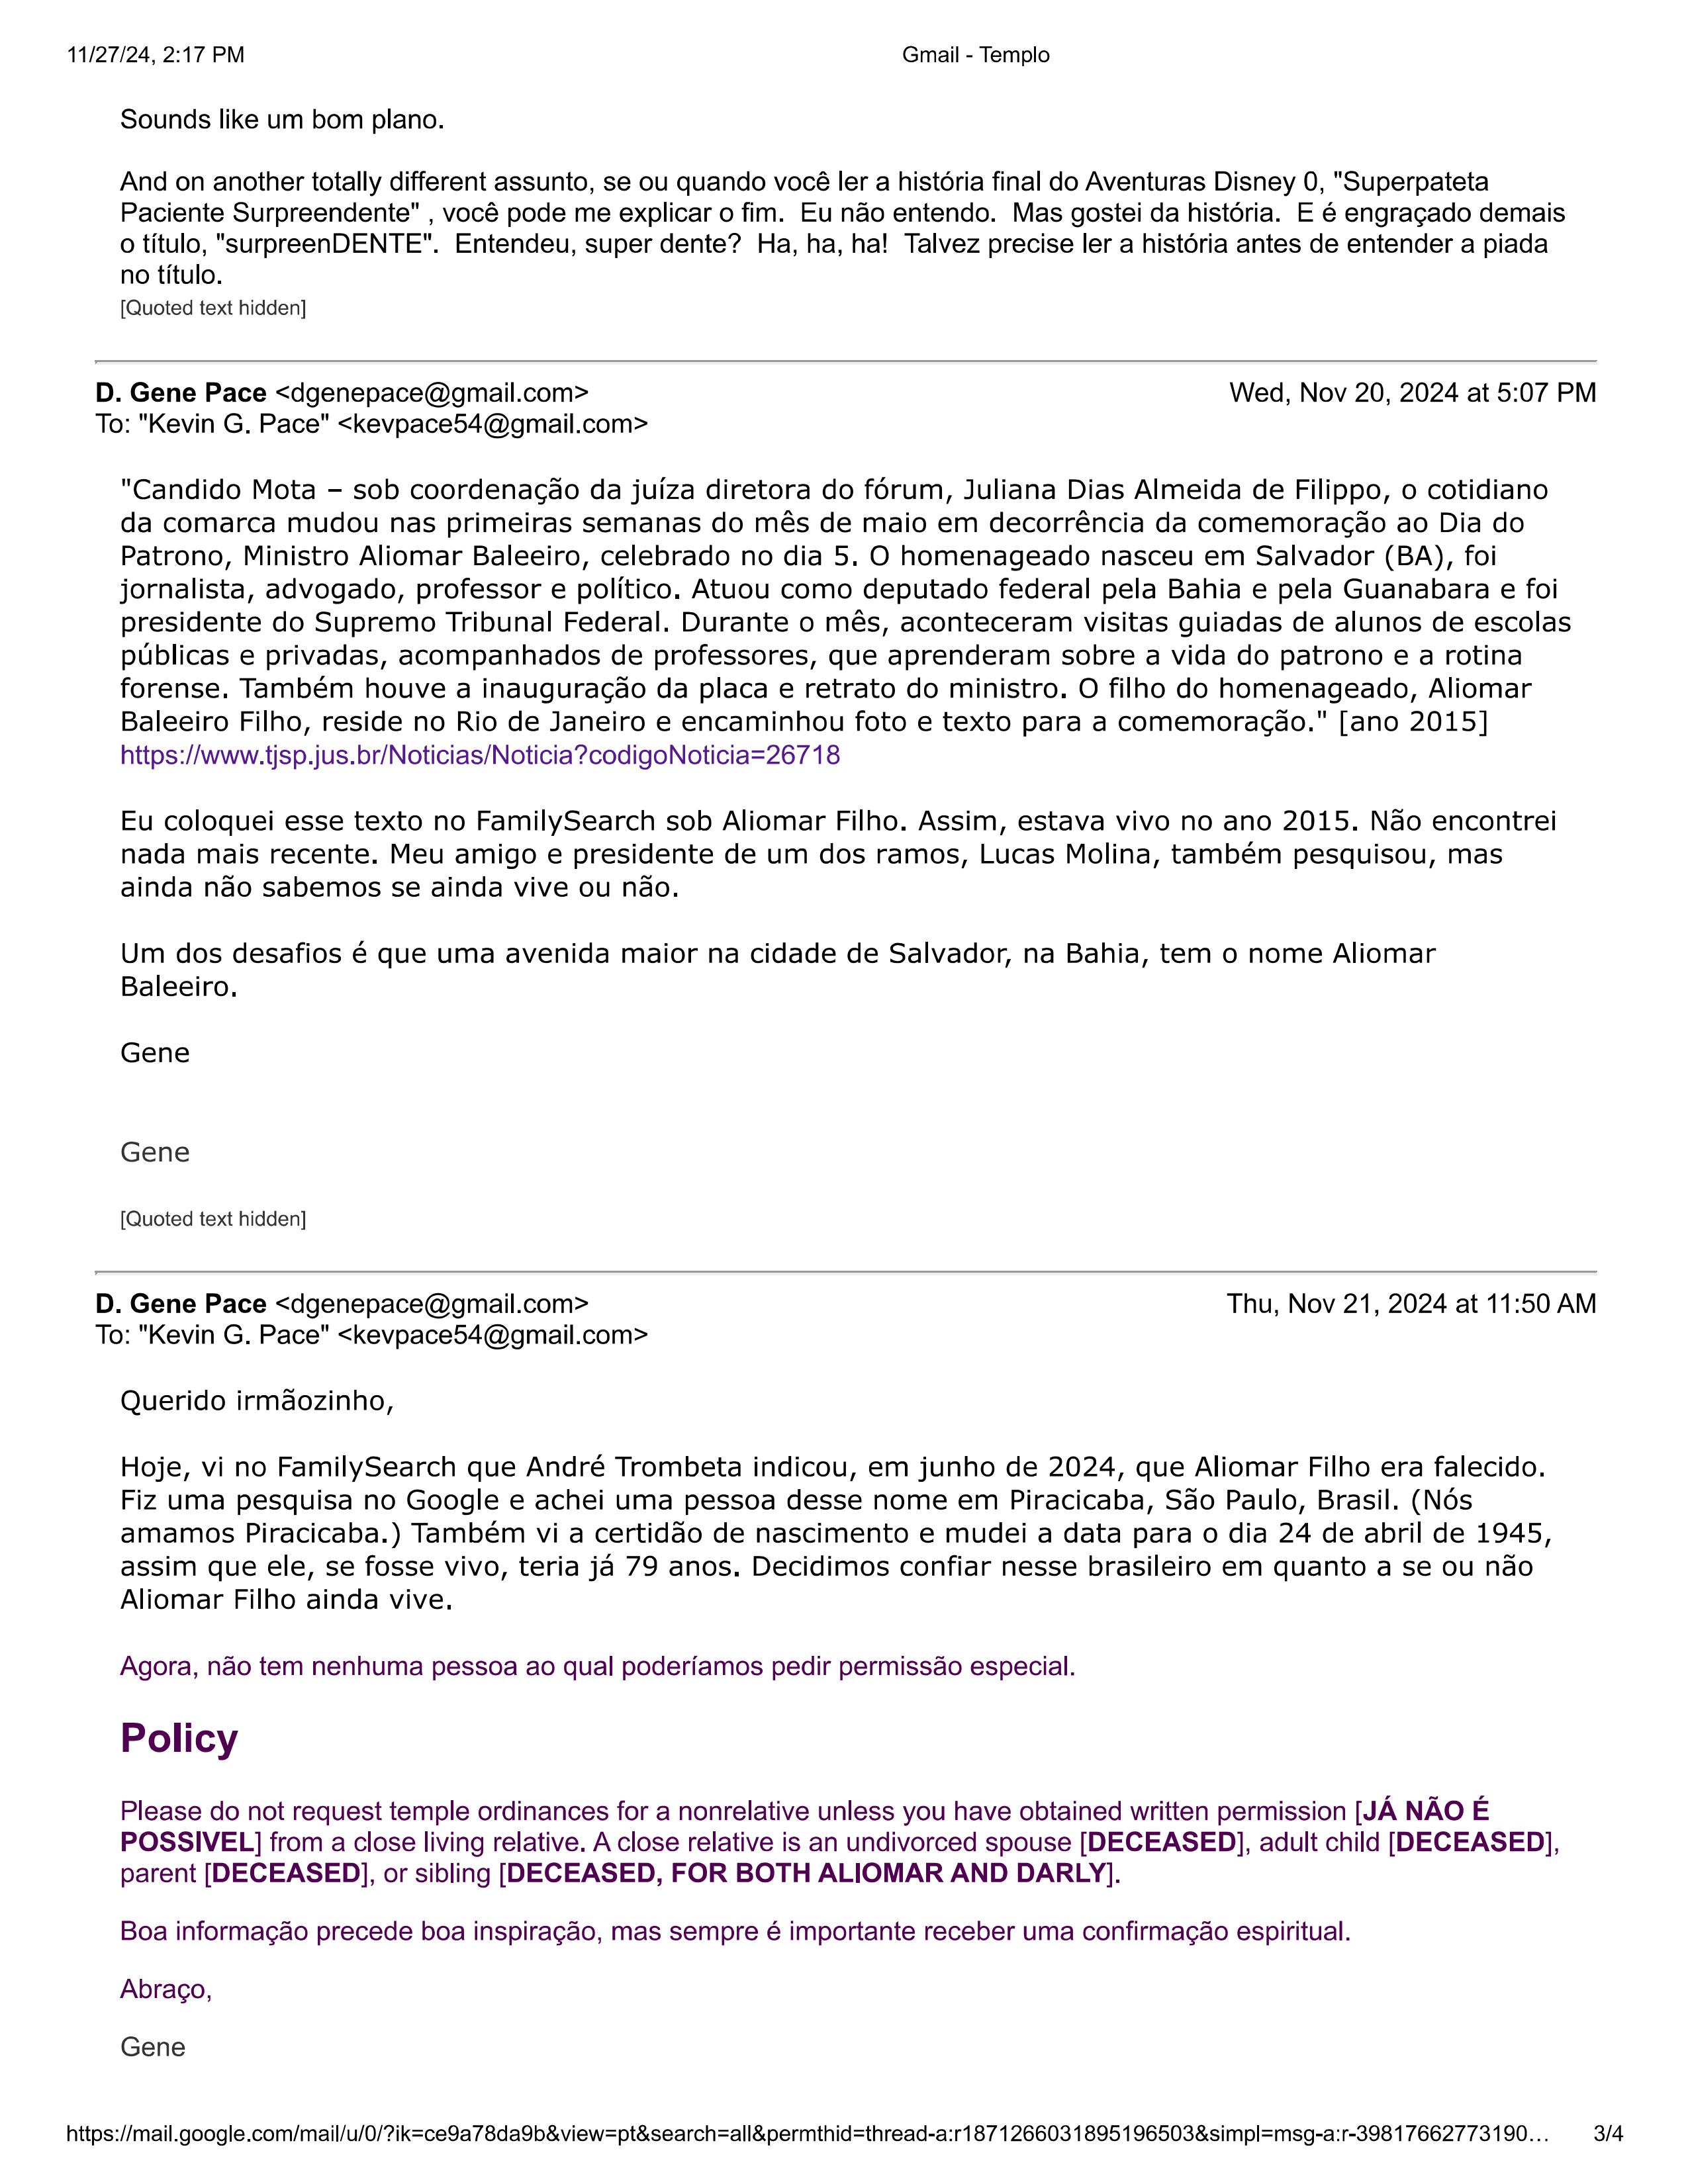 11/27/24, 2:17 PM Gmail - Templo
Sounds like um bom plano.
And on another totally different assunto, se ou quando você ler a história final do Aventuras Disney 0, "Superpateta
Paciente Surpreendente" , você pode me explicar o fim.  Eu não entendo.  Mas gostei da história.  E é engraçado demais
o título, "surpreenDENTE".  Entendeu, super dente?  Ha, ha, ha!  Talvez precise ler a história antes de entender a piada
no título.
[Quoted text hidden]
D. Gene Pace <dgenepace@gmail.com> Wed, Nov 20, 2024 at 5:07 PM
To: "Kevin G. Pace" <kevpace54@gmail.com>
"Candido Mota – sob coordenação da juíza diretora do fórum, Juliana Dias Almeida de Filippo, o cotidiano
da comarca mudou nas primeiras semanas do mês de maio em decorrência da comemoração ao Dia do
Patrono, Ministro Aliomar Baleeiro, celebrado no dia 5. O homenageado nasceu em Salvador (BA), foi
jornalista, advogado, professor e político. Atuou como deputado federal pela Bahia e pela Guanabara e foi
presidente do Supremo Tribunal Federal. Durante o mês, aconteceram visitas guiadas de alunos de escolas
públicas e privadas, acompanhados de professores, que aprenderam sobre a vida do patrono e a rotina
forense. Também houve a inauguração da placa e retrato do ministro. O filho do homenageado, Aliomar
Baleeiro Filho, reside no Rio de Janeiro e encaminhou foto e texto para a comemoração." [ano 2015]
https://www.tjsp.jus.br/Noticias/Noticia?codigoNoticia=26718
Eu coloquei esse texto no FamilySearch sob Aliomar Filho. Assim, estava vivo no ano 2015. Não encontrei
nada mais recente. Meu amigo e presidente de um dos ramos, Lucas Molina, também pesquisou, mas
ainda não sabemos se ainda vive ou não.
Um dos desafios é que uma avenida maior na cidade de Salvador, na Bahia, tem o nome Aliomar
Baleeiro.
Gene
Gene
[Quoted text hidden]
D. Gene Pace <dgenepace@gmail.com> Thu, Nov 21, 2024 at 11:50 AM
To: "Kevin G. Pace" <kevpace54@gmail.com>
Querido irmãozinho,
Hoje, vi no FamilySearch que André Trombeta indicou, em junho de 2024, que Aliomar Filho era falecido.
Fiz uma pesquisa no Google e achei uma pessoa desse nome em Piracicaba, São Paulo, Brasil. (Nós
amamos Piracicaba.) Também vi a certidão de nascimento e mudei a data para o dia 24 de abril de 1945,
assim que ele, se fosse vivo, teria já 79 anos. Decidimos confiar nesse brasileiro em quanto a se ou não
Aliomar Filho ainda vive.
Agora, não tem nenhuma pessoa ao qual poderíamos pedir permissão especial.
Policy
Please do not request temple ordinances for a nonrelative unless you have obtained written permission [JÁ NÃO É
POSSIVEL] from a close living relative. A close relative is an undivorced spouse [DECEASED], adult child [DECEASED],
parent [DECEASED], or sibling [DECEASED, FOR BOTH ALIOMAR AND DARLY].
Boa informação precede boa inspiração, mas sempre é importante receber uma confirmação espiritual.
Abraço,
Gene
https://mail.google.com/mail/u/0/?ik=ce9a78da9b&view=pt&search=all&permthid=thread-a:r1871266031895196503&simpl=msg-a:r-39817662773190… 3/4